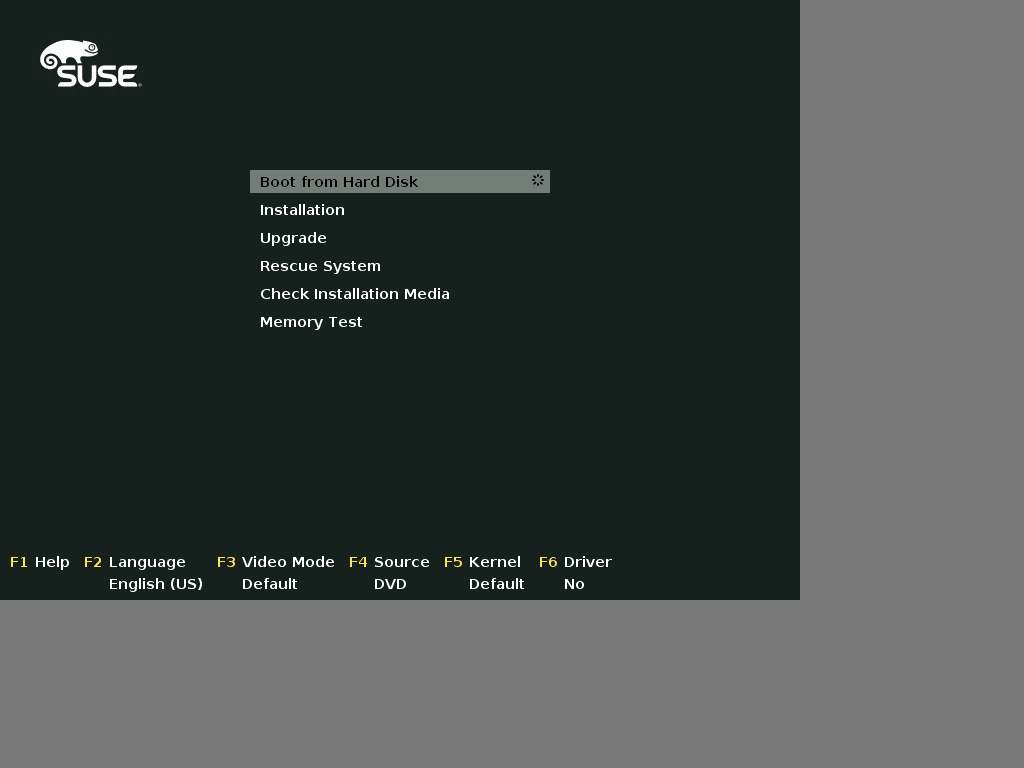 SUSE®
Boot from Hard Disk
Installation
Upgrade
Rescue System
Check Installation Media
Memory Test
F1 Help F2 Language F3 Video Mode F4 Source F5 Kernel F6 Driver
English (US) Default DVD Default No